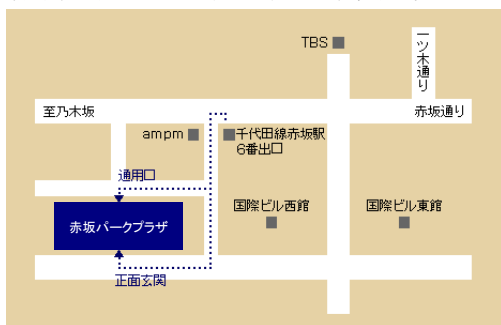 TBS
一ツ木通り
至乃木坂
赤坂通り
ampm
千代田線赤坂駅
6番出口
通用口
国際ビル西館
国際ビル東館
赤坂パークプラザ
正面玄関